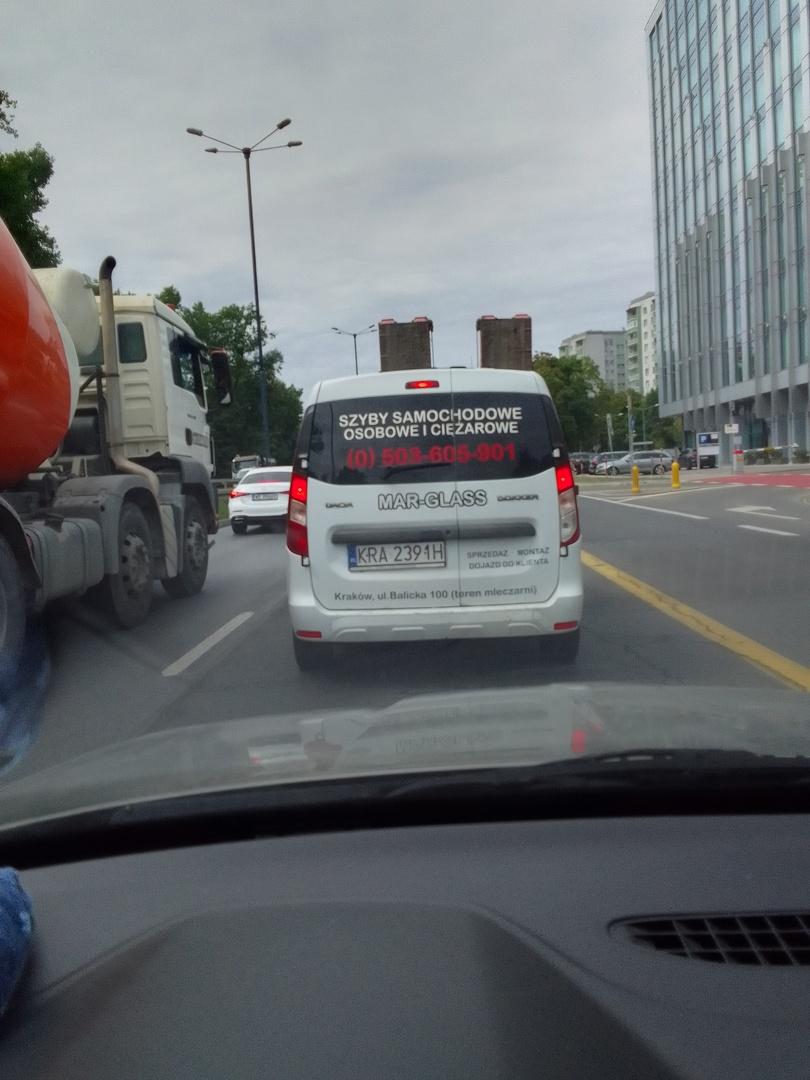 SZYBY SAMOCHODOWE
OSOBOWE I CIĘŻAROWE
(0) 503-605-901
DACIA MAR-GLASS DOKKER
PL KRA 2391H
SPRZEDAŻ MONTAŻ
DOJAZD DO KLIENTA
Kraków, ul.Balicka 100 (teren mleczarni)